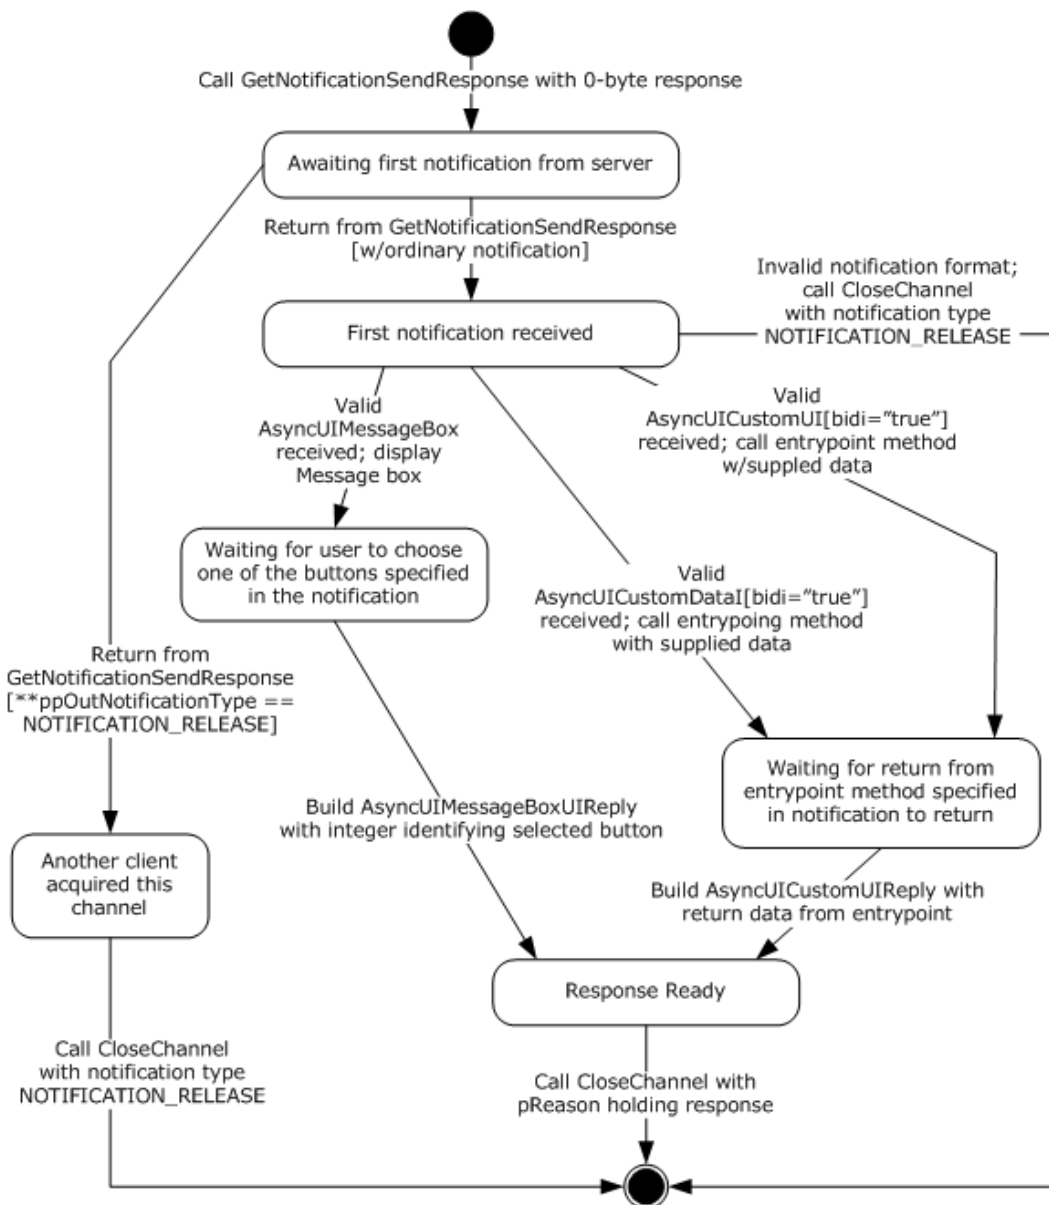 Call GetNotificationSendResponse with 0-byte response
Awaiting first notification from server
Return from GetNotificationSendResponse
[w/ordinary notification]
Invalid notification format;
call CloseChannel
with notification type
NOTIFICATION_RELEASE
First notification received
Valid
AsyncUIMessageBox
received; display
Message box
Valid
AsyncUICustomUI[bidi=”true”]
received; call entrypoint method
w/suppled data
Waiting for user to choose
one of the buttons specified
in the notification
Valid
AsyncUICustomDataI[bidi=”true”]
received; call entrypoing method
with supplied data
Return from
GetNotificationSendResponse
[**ppOutNotificationType ==
NOTIFICATION_RELEASE]
Waiting for return from
entrypoint method specified
in notification to return
Build AsyncUIMessageBoxUIReply
with integer identifying selected button
Another client
acquired this
channel
Build AsyncUICustomUIReply with
return data from entrypoint
Response Ready
Call CloseChannel
with notification type
NOTIFICATION_RELEASE
Call CloseChannel with
pReason holding response